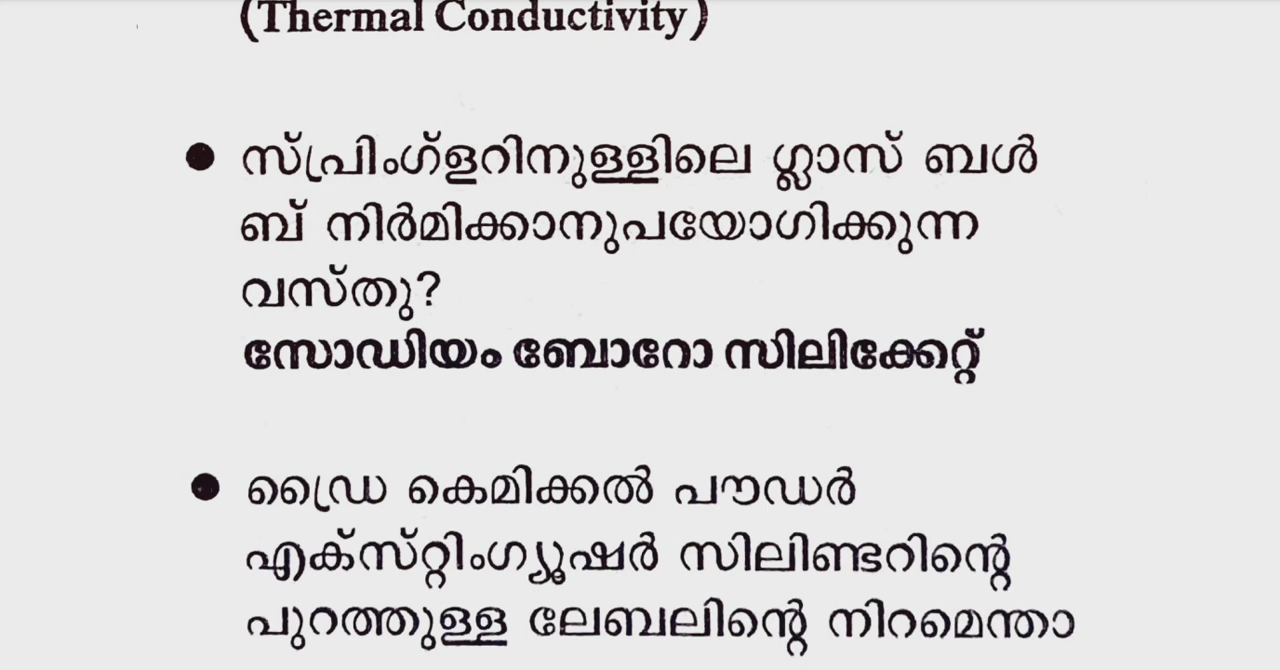 (Thermal Conductivity)
● സ്പ്രിംഗ്ളറിനുള്ളിലെ ഗ്ലാസ് ബൾ
ബ് നിർമിക്കാനുപയോഗിക്കുന്ന
വസ്തു?
സോഡിയം ബോറോ സിലിക്കേറ്റ്
● ഡ്രൈ കെമിക്കൽ പൗഡർ
എക്സ്റ്റിംഗ്യൂഷർ സിലിണ്ടറിന്റെ
പുറത്തുള്ള ലേബലിന്റെ നിറമെന്താ